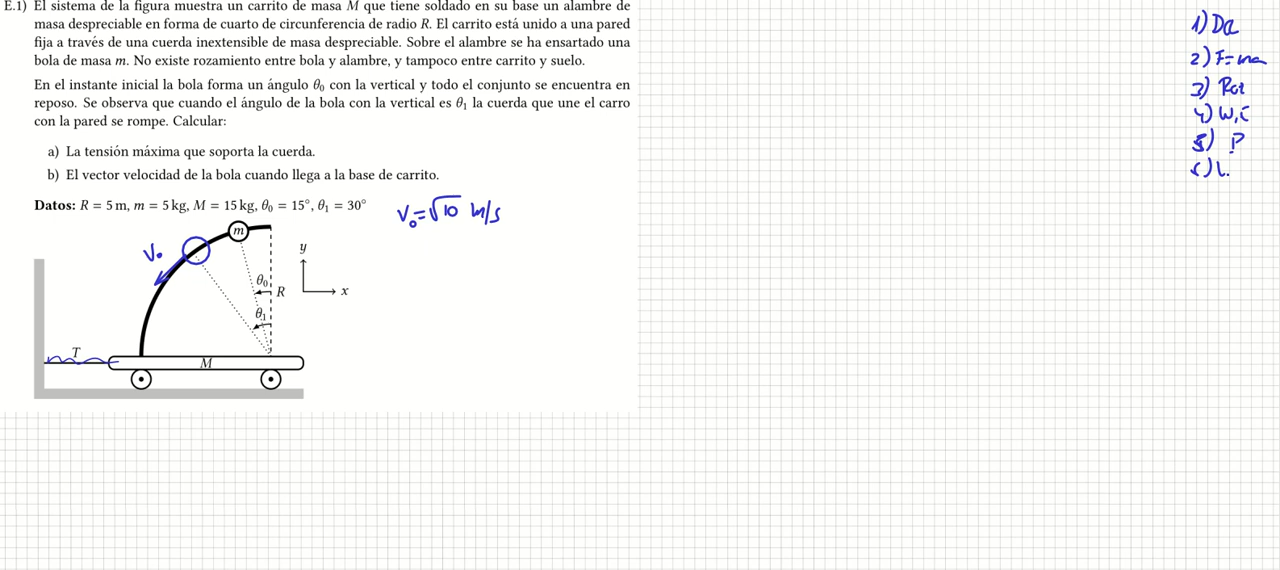 E.1) El sistema de la figura muestra un carrito de masa M que tiene soldado en su base un alambre de
masa despreciable en forma de cuarto de circunferencia de radio R. El carrito está unido a una pared
fija a través de una cuerda inextensible de masa despreciable. Sobre el alambre se ha ensartado una
bola de masa m. No existe rozamiento entre bola y alambre, y tampoco entre carrito y suelo.
En el instante inicial la bola forma un ángulo θ₀ con la vertical y todo el conjunto se encuentra en
reposo. Se observa que cuando el ángulo de la bola con la vertical es θ₁ la cuerda que une el carro
con la pared se rompe. Calcular:
a) La tensión máxima que soporta la cuerda.
b) El vector velocidad de la bola cuando llega a la base de carrito.
Datos: R = 5 m, m = 5 kg, M = 15 kg, θ₀ = 15°, θ₁ = 30°
V₀=√10 m/s
m
V₀
y
θ₀
R
x
θ₁
T
M
1)
2) F=ma
3)
4)
5) P